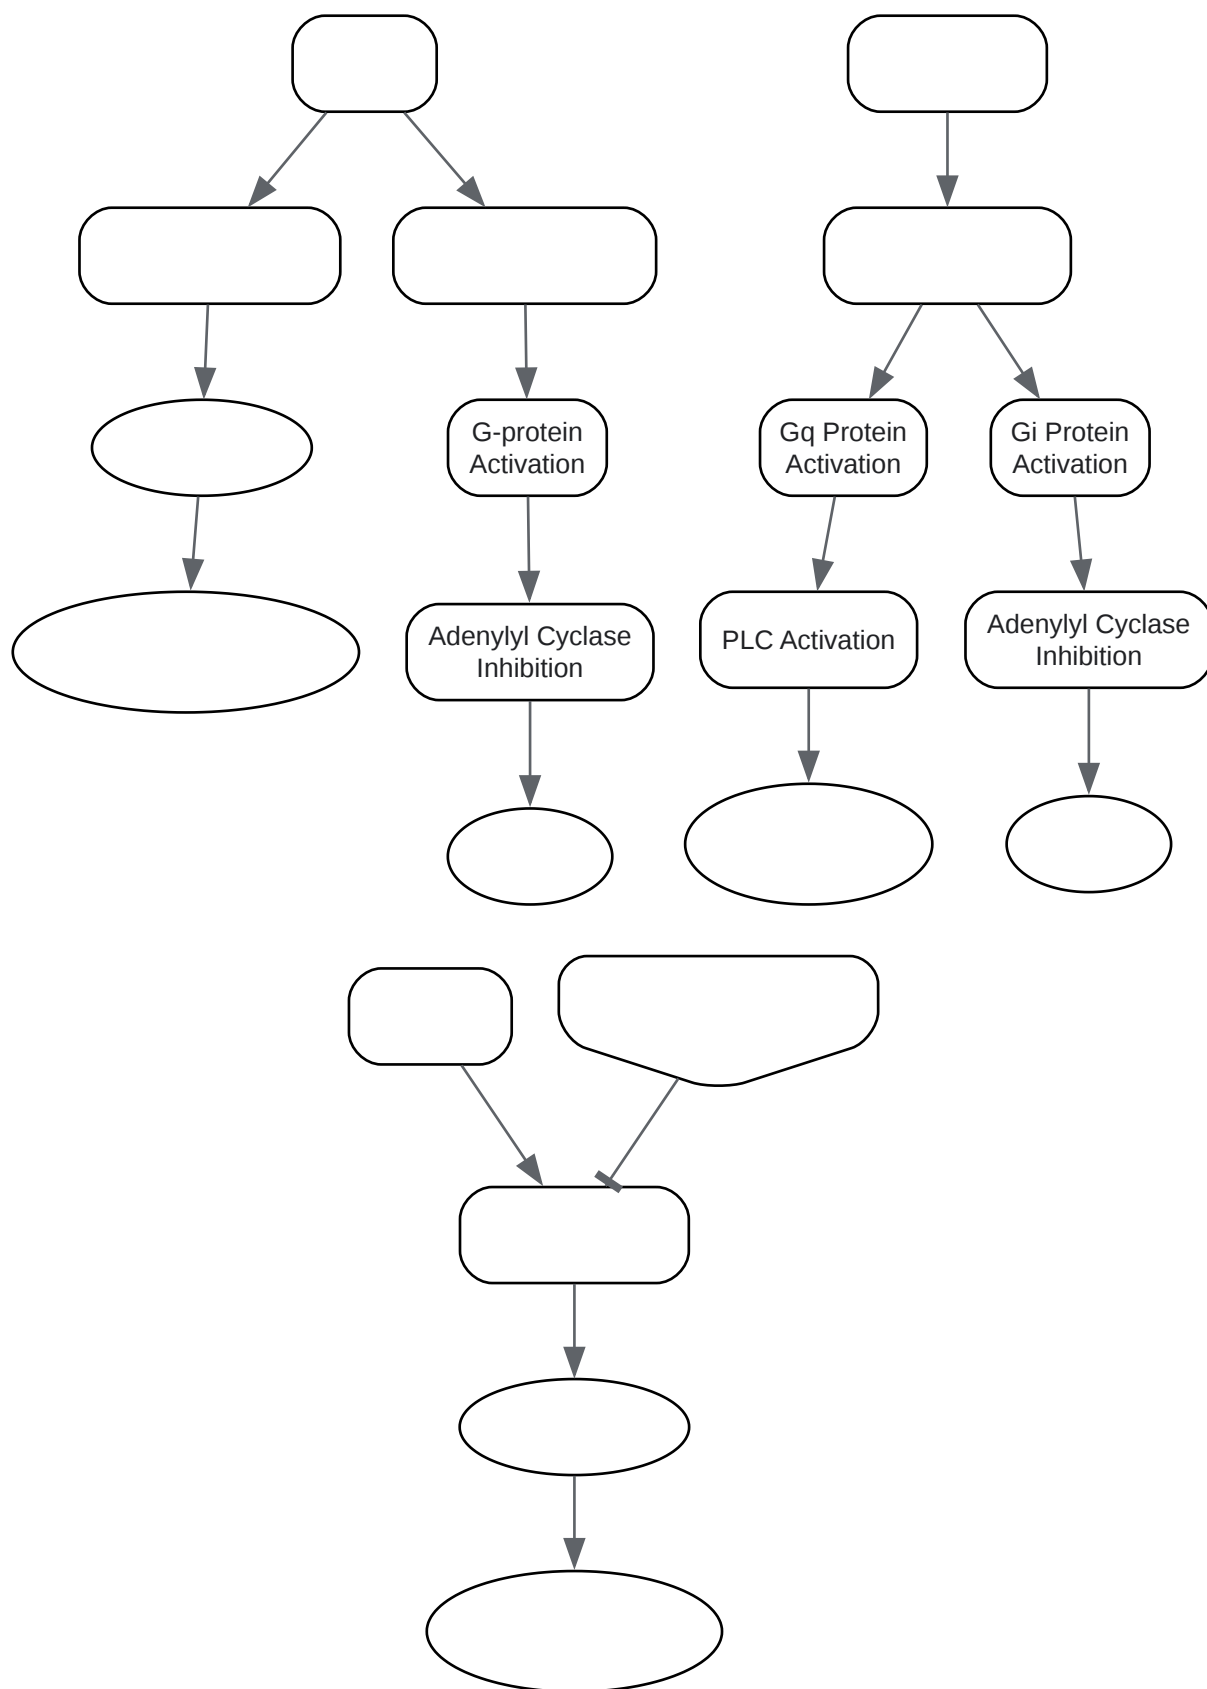 G-protein
Activation
Gq Protein
Activation
Gi Protein
Activation
Adenylyl Cyclase
Inhibition
PLC Activation
Adenylyl Cyclase
Inhibition